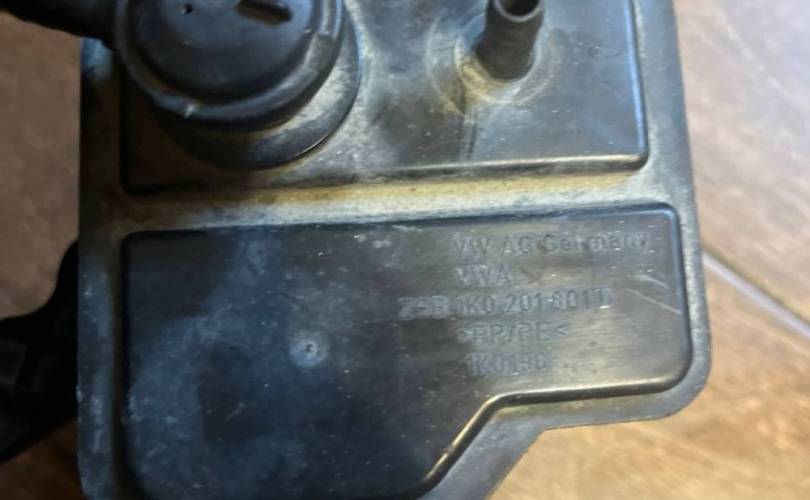 VW AG Germany
VWA
ZSB 1K0 201 801
>PP/PE<
1K0196